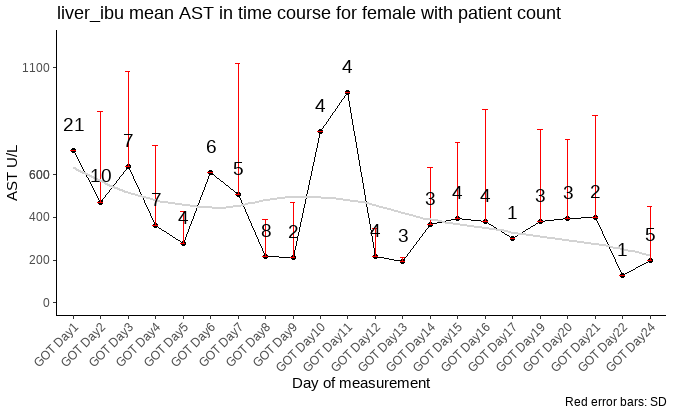 liver_ibu mean AST in time course for female with patient count
AST U/L
1100
600
400
200
0
21
10
7
7
4
6
5
8
2
4
4
4
3
3
4
4
1
3
3
2
1
5
GOT Day1
GOT Day2
GOT Day3
GOT Day4
GOT Day5
GOT Day6
GOT Day7
GOT Day8
GOT Day9
GOT Day10
GOT Day11
GOT Day12
GOT Day13
GOT Day14
GOT Day15
GOT Day16
GOT Day17
GOT Day19
GOT Day20
GOT Day21
GOT Day22
GOT Day24
Day of measurement
Red error bars: SD